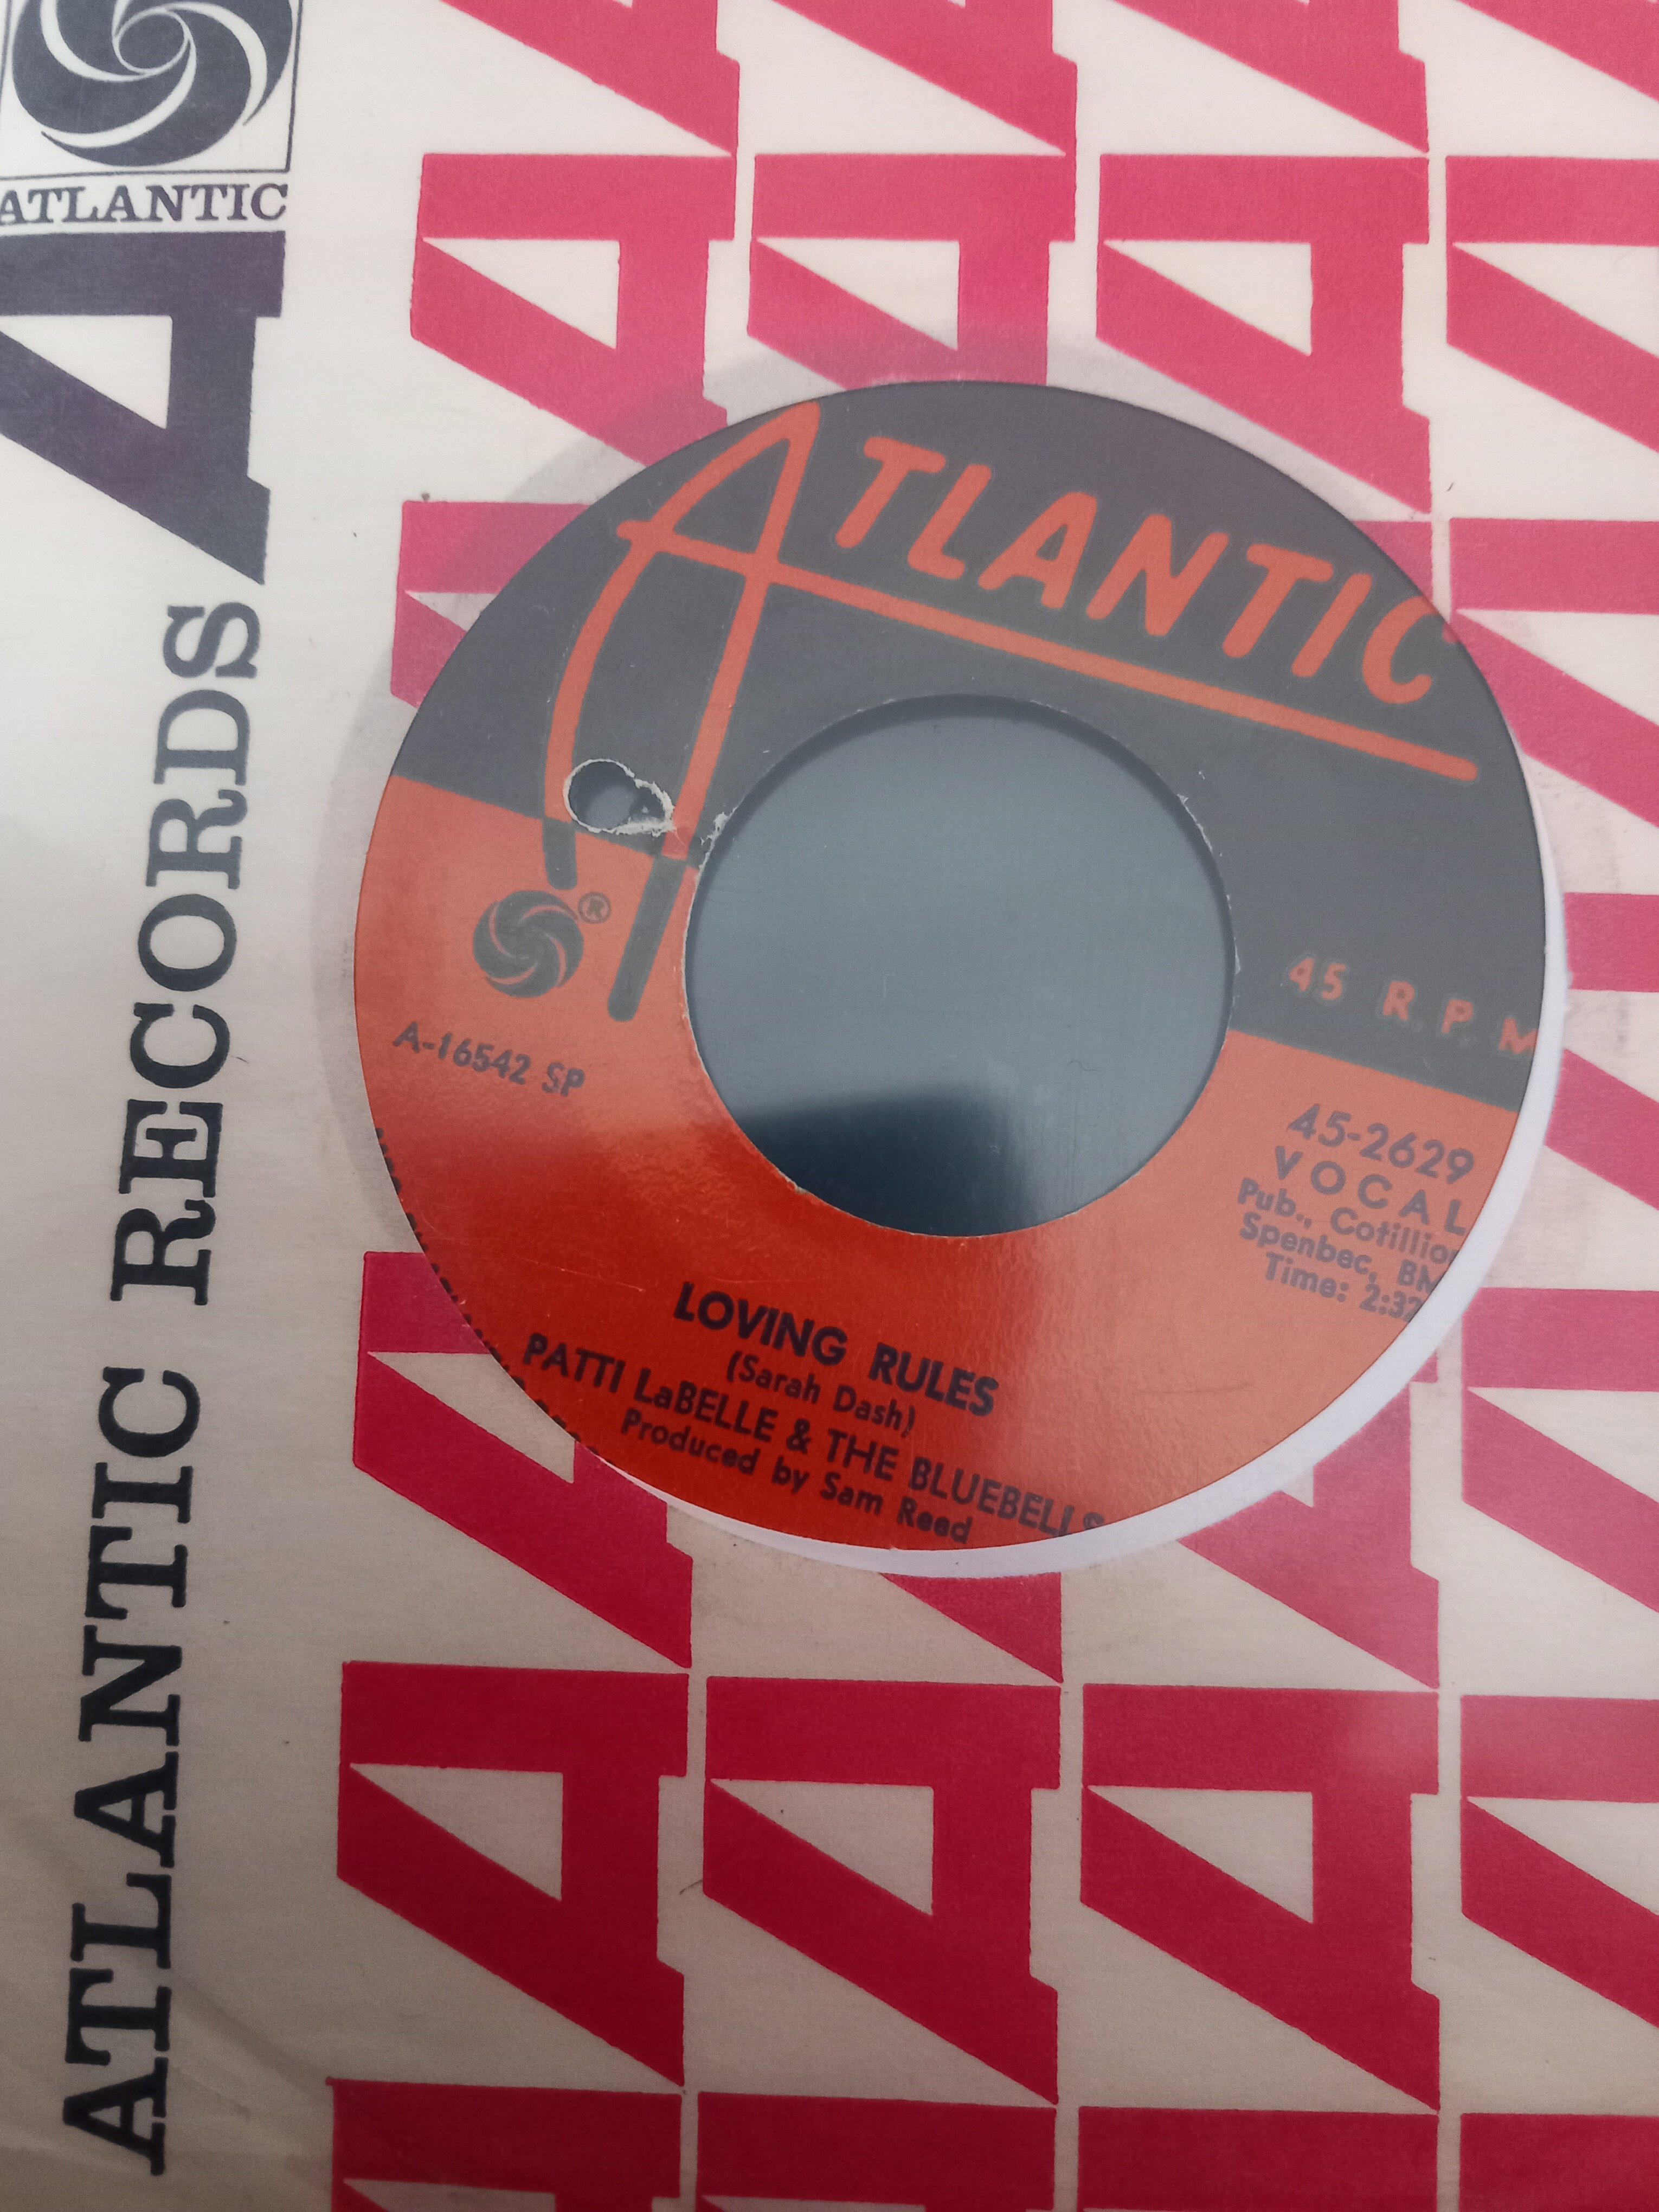 ATLANTIC
ATLANTIC RECORDS
ATLANTIC
®
45 R.P.M
A-16542 SP
45-2629
VOCAL
Pub., Cotillion
Spenbec, BM
Time: 2:32
LOVING RULES
(Sarah Dash)
PATTI LaBELLE & THE BLUEBELLS
Produced by Sam Reed